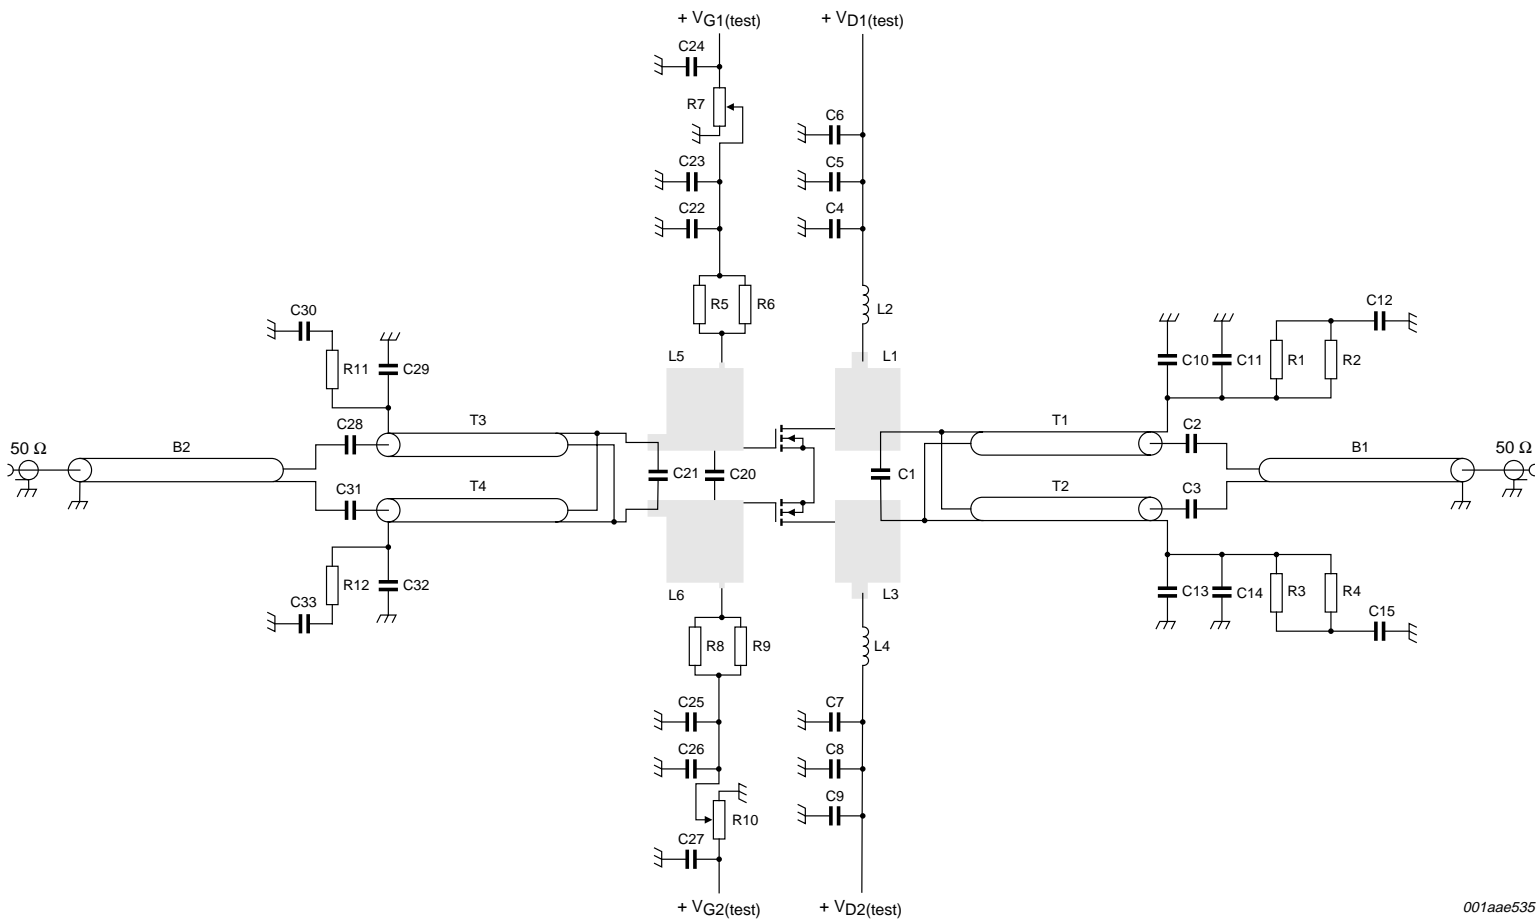 + VG1(test)
+ VD1(test)
C24
R7
C6
C23
C5
C22
C4
R5
R6
L2
C30
C12
L5
L1
R11
C29
C10
C11
R1
R2
T3
T1
C28
C2
50 Ω
B2
C21
C20
C1
B1
50 Ω
C31
T4
T2
C3
R12
C32
C33
L6
L3
C13
C14
R3
R4
C15
R8
R9
L4
C25
C7
C26
C8
C9
R10
C27
+ VG2(test)
+ VD2(test)
001aae535